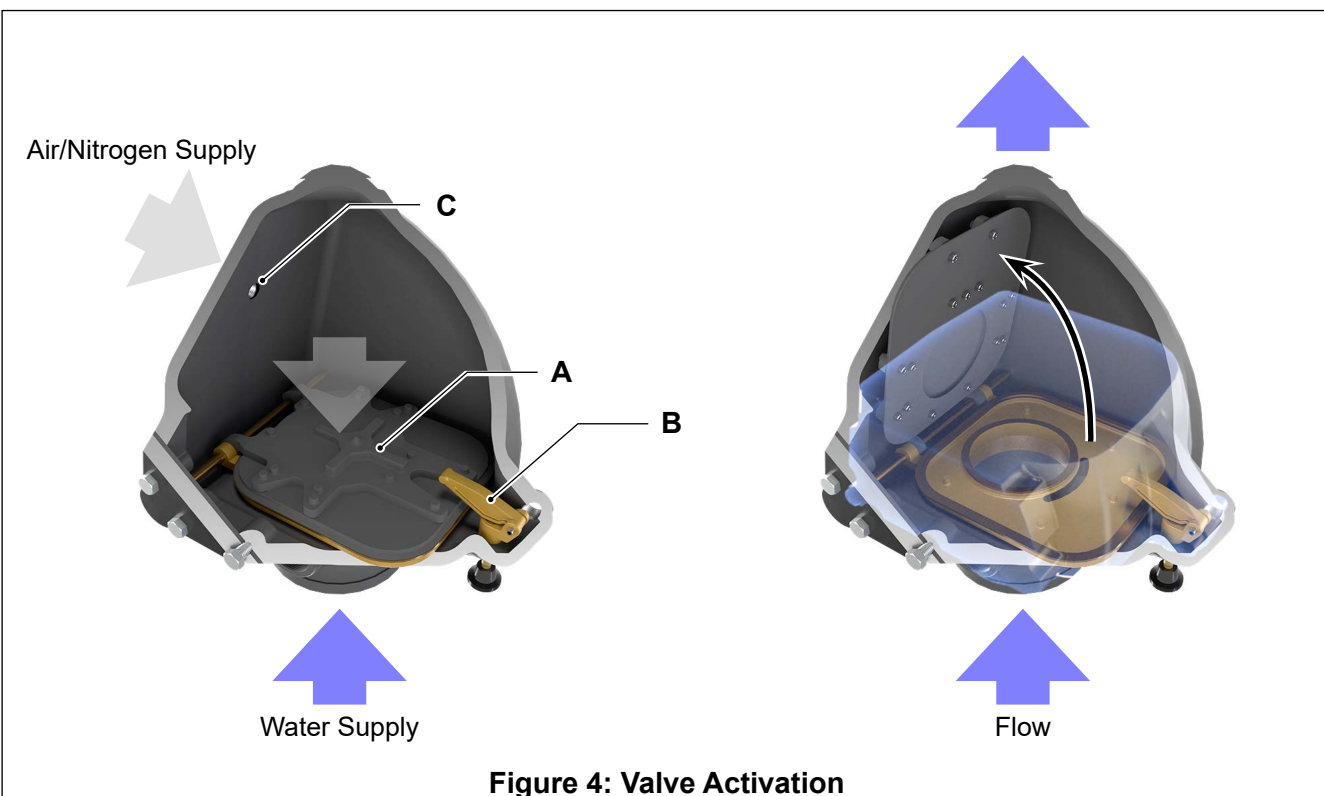 Air/Nitrogen Supply
C
A
B
Water Supply
Flow
Figure 4: Valve Activation